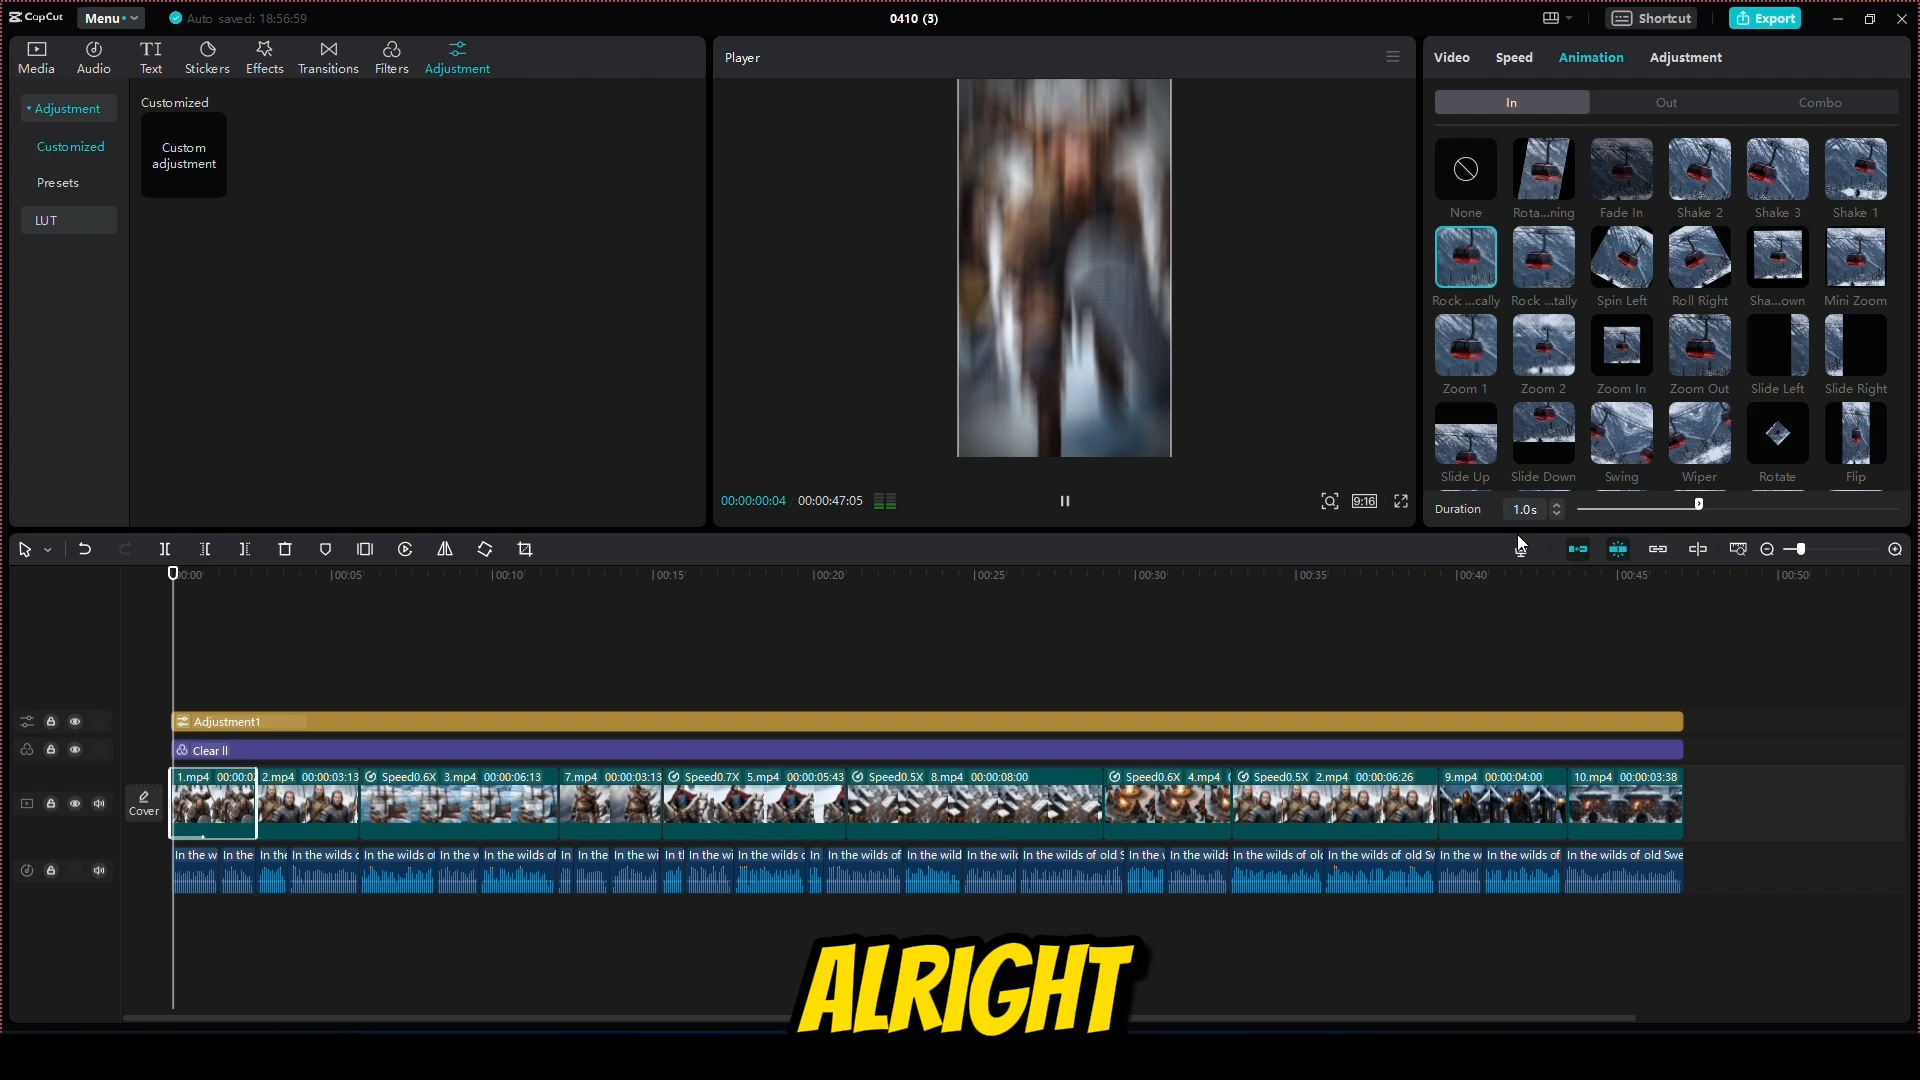 CapCut
Menu
Auto saved: 18:56:59
0410 (3)
Shortcut
Export
Media
Audio
TI
Text
Stickers
Effects
Transitions
Filters
Adjustment
Adjustment
Customized
Presets
LUT
Customized
Custom
adjustment
Player
00:00:00:04
00:00:47:05
9:16
Video
Speed
Animation
Adjustment
In
Out
Combo
None
Rota...ning
Fade In
Shake 2
Shake 3
Shake 1
Rock ...cally
Rock ...tally
Spin Left
Roll Right
Sha...own
Mini Zoom
Zoom 1
Zoom 2
Zoom In
Zoom Out
Slide Left
Slide Right
Slide Up
Slide Down
Swing
Wiper
Rotate
Flip
Duration
1.0s
00:00
00:05
00:10
00:15
00:20
00:25
00:30
00:35
00:40
00:45
00:50
Adjustment1
Clear II
Cover
1.mp4 00:00:02
2.mp4 00:00:03:13
Speed0.6X 3.mp4 00:00:06:13
7.mp4 00:00:03:13
Speed0.7X 5.mp4 00:00:05:43
Speed0.5X 8.mp4 00:00:08:00
Speed0.6X 4.mp4
Speed0.5X 2.mp4 00:00:06:26
9.mp4 00:00:04:00
10.mp4 00:00:03:38
In the w
In the
In the
In the wilds o
In the wilds of
In the w
In the wilds of
In
In the
In the wi
In t
In the wi
In the wilds o
In
In the wilds of
In the wild
In the wild
In the wilds of old S
In the
In the wilds
In the wilds of old
In the wilds of old Sw
In the w
In the wilds of
In the wilds of old Swe
ALRIGHT